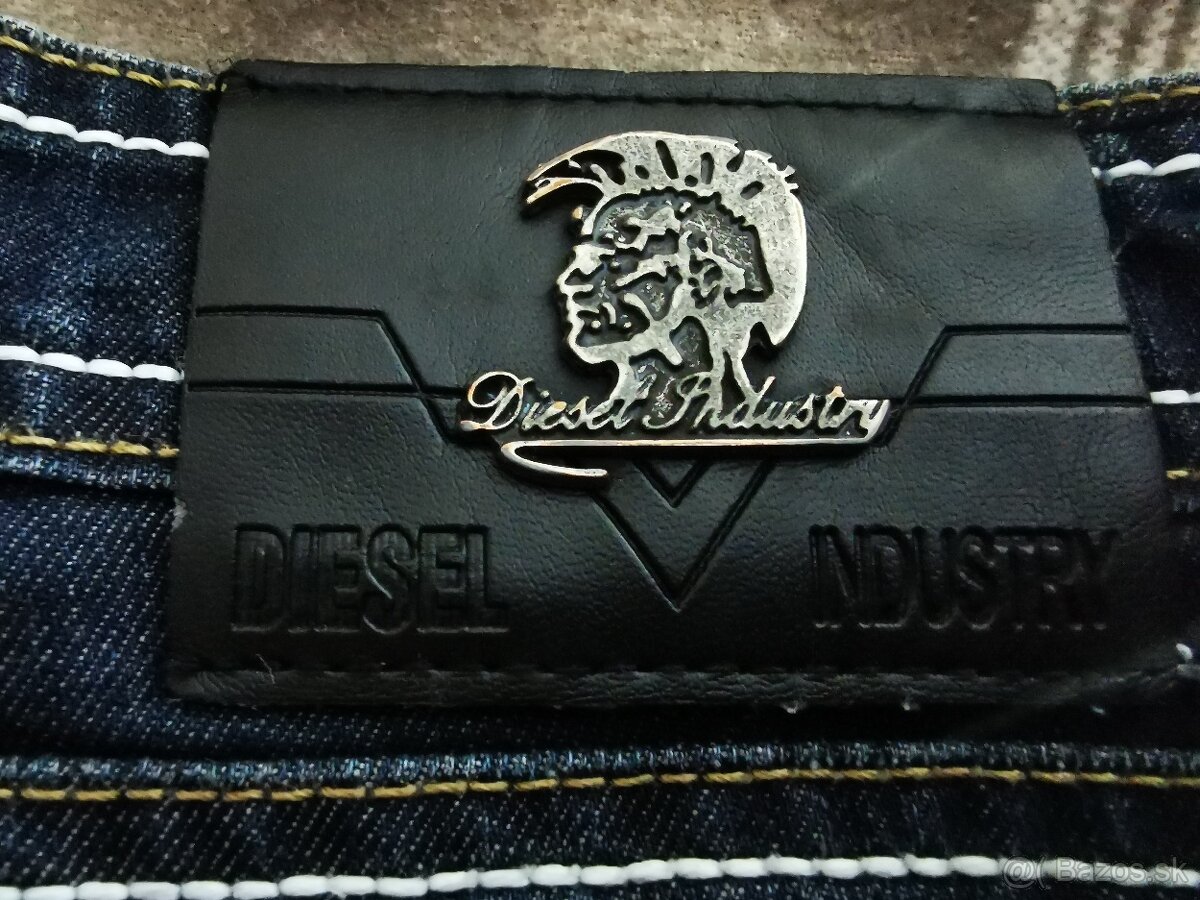 Diesel Industry
DIESEL INDUSTRY
@( Bazos.sk